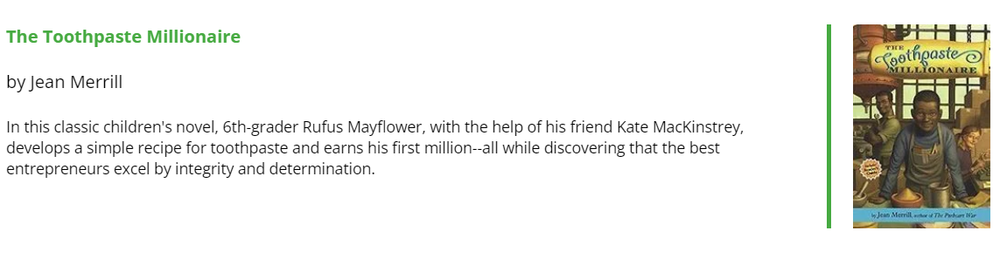 The Toothpaste Millionaire
by Jean Merrill
In this classic children's novel, 6th-grader Rufus Mayflower, with the help of his friend Kate MacKinstrey,
develops a simple recipe for toothpaste and earns his first million--all while discovering that the best
entrepreneurs excel by integrity and determination.
THE
Toothpaste
MILLIONAIRE
by Jean Merrill, author of The Pushcart War